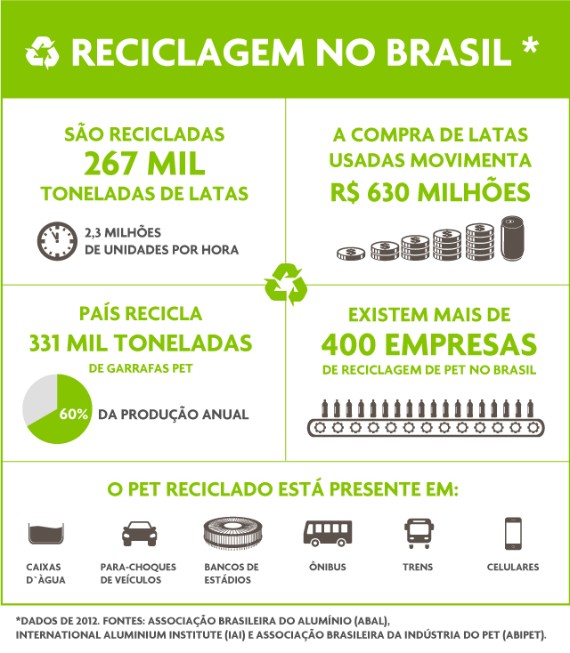 RECICLAGEM NO BRASIL *
SÃO RECICLADAS
267 MIL
TONELADAS DE LATAS
2,3 MILHÕES
DE UNIDADES POR HORA
A COMPRA DE LATAS
USADAS MOVIMENTA
R$ 630 MILHÕES
PAÍS RECICLA
331 MIL TONELADAS
DE GARRAFAS PET
60% DA PRODUÇÃO ANUAL
EXISTEM MAIS DE
400 EMPRESAS
DE RECICLAGEM DE PET NO BRASIL
O PET RECICLADO ESTÁ PRESENTE EM:
CAIXAS
D`ÀGUA
PARA-CHOQUES
DE VEÍCULOS
BANCOS DE
ESTÁDIOS
ÔNIBUS
TRENS
CELULARES
*DADOS DE 2012. FONTES: ASSOCIAÇÃO BRASILEIRA DO ALUMÍNIO (ABAL),
INTERNATIONAL ALUMINIUM INSTITUTE (IAI) E ASSOCIAÇÃO BRASILEIRA DA INDÚSTRIA DO PET (ABIPET).